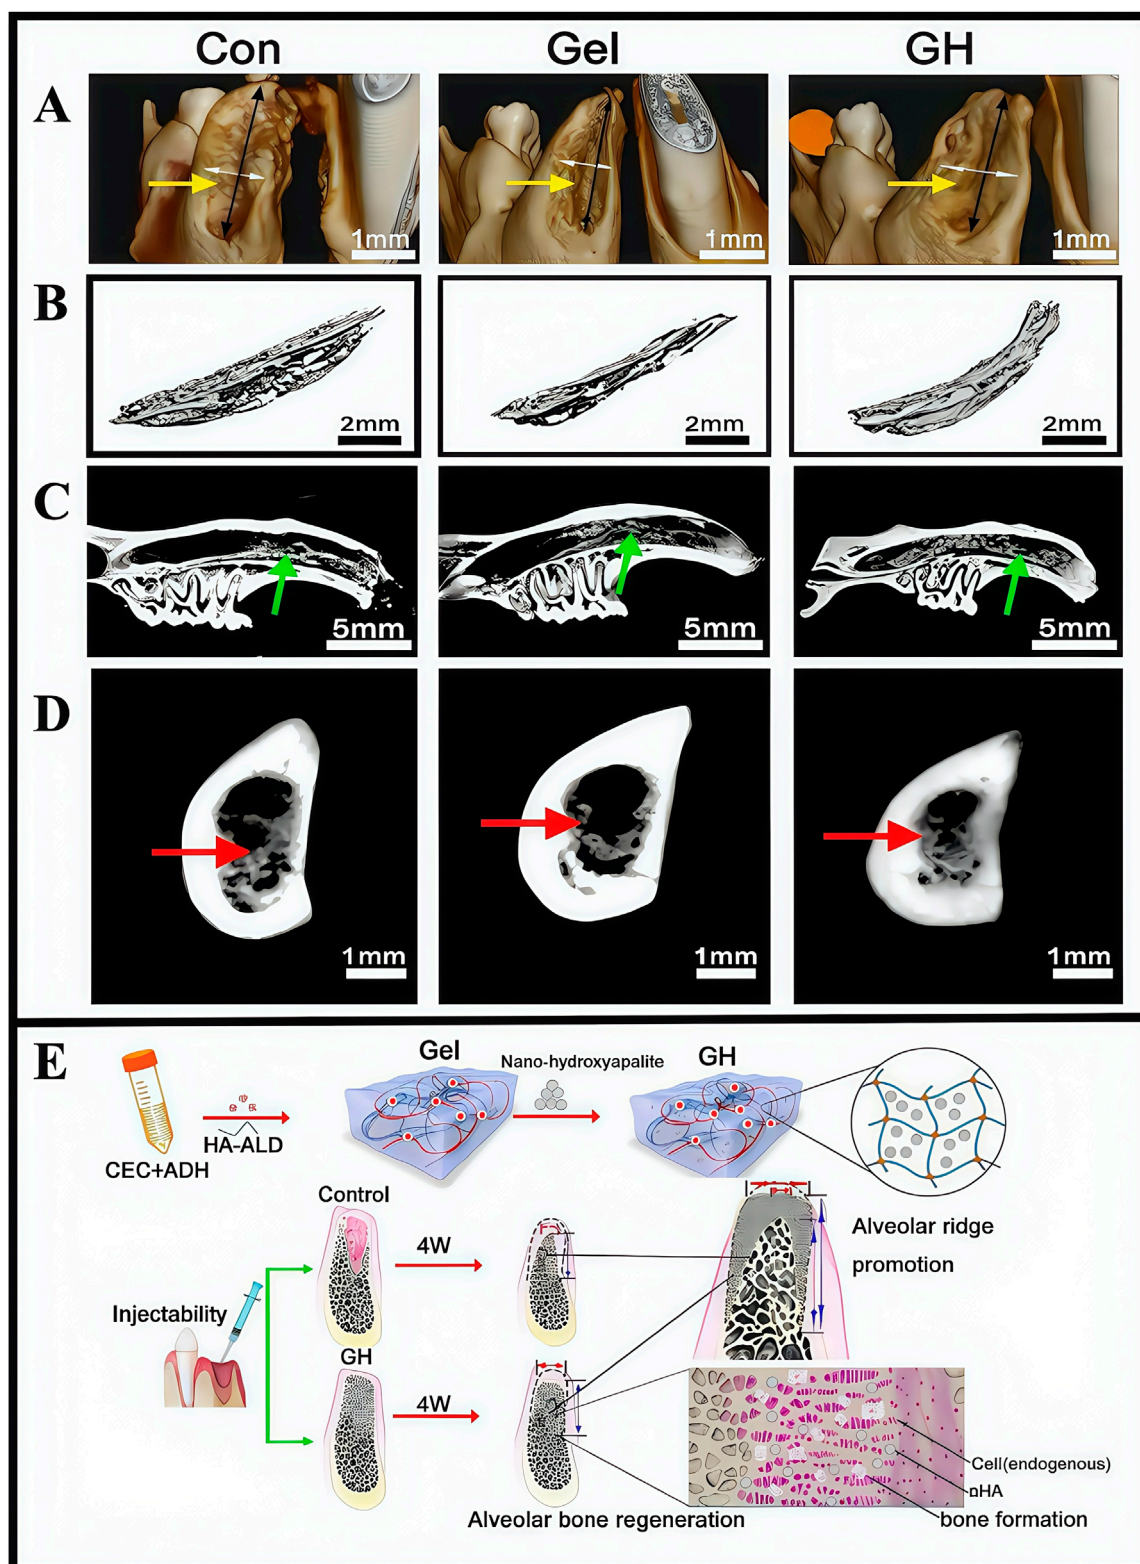 Con Gel GH
A
1mm 1mm 1mm
B
2mm 2mm 2mm
C
5mm 5mm 5mm
D
1mm 1mm 1mm
E
Gel
Nano-hydroxyapalite
GH
HA-ALD
CEC+ADH
Control
4W
Alveolar ridge
promotion
Injectability
GH
4W
Cell(endogenous)
nHA
bone formation
Alveolar bone regeneration